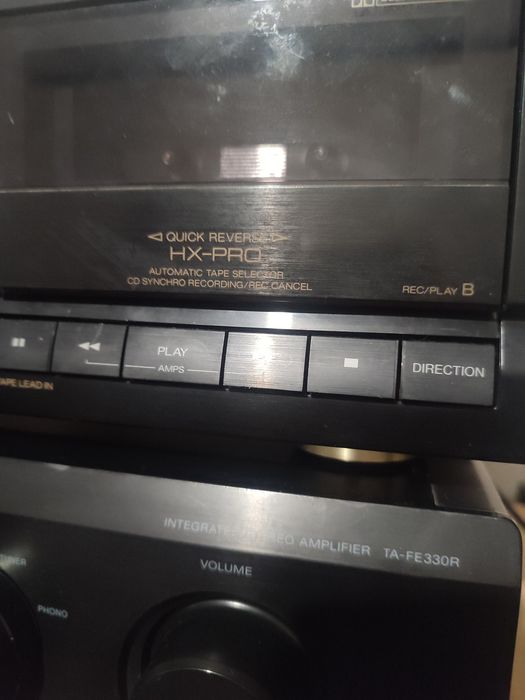 ◁ QUICK REVERSE ▷
HX-PRO
AUTOMATIC TAPE SELECTOR
CD SYNCHRO RECORDING/REC CANCEL
REC/PLAY B
PLAY
AMPS
DIRECTION
TAPE LEAD IN
INTEGRATED STEREO AMPLIFIER TA-FE330R
VOLUME
TUNER
PHONO